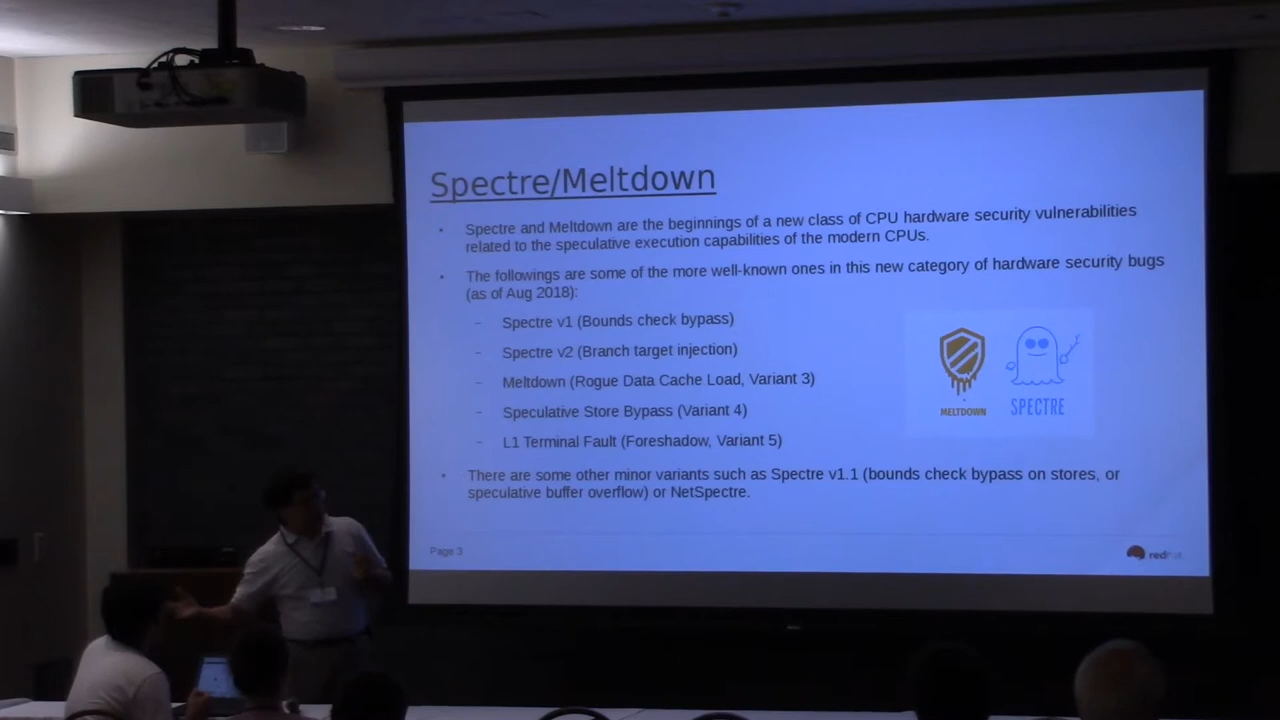 Spectre/Meltdown
• Spectre and Meltdown are the beginnings of a new class of CPU hardware security vulnerabilities
related to the speculative execution capabilities of the modern CPUs.
• The followings are some of the more well-known ones in this new category of hardware security bugs
(as of Aug 2018):
– Spectre v1 (Bounds check bypass)
– Spectre v2 (Branch target injection)
– Meltdown (Rogue Data Cache Load, Variant 3)
– Speculative Store Bypass (Variant 4)
– L1 Terminal Fault (Foreshadow, Variant 5)
MELTDOWN
SPECTRE
• There are some other minor variants such as Spectre v1.1 (bounds check bypass on stores, or
speculative buffer overflow) or NetSpectre.
Page 3
redhat